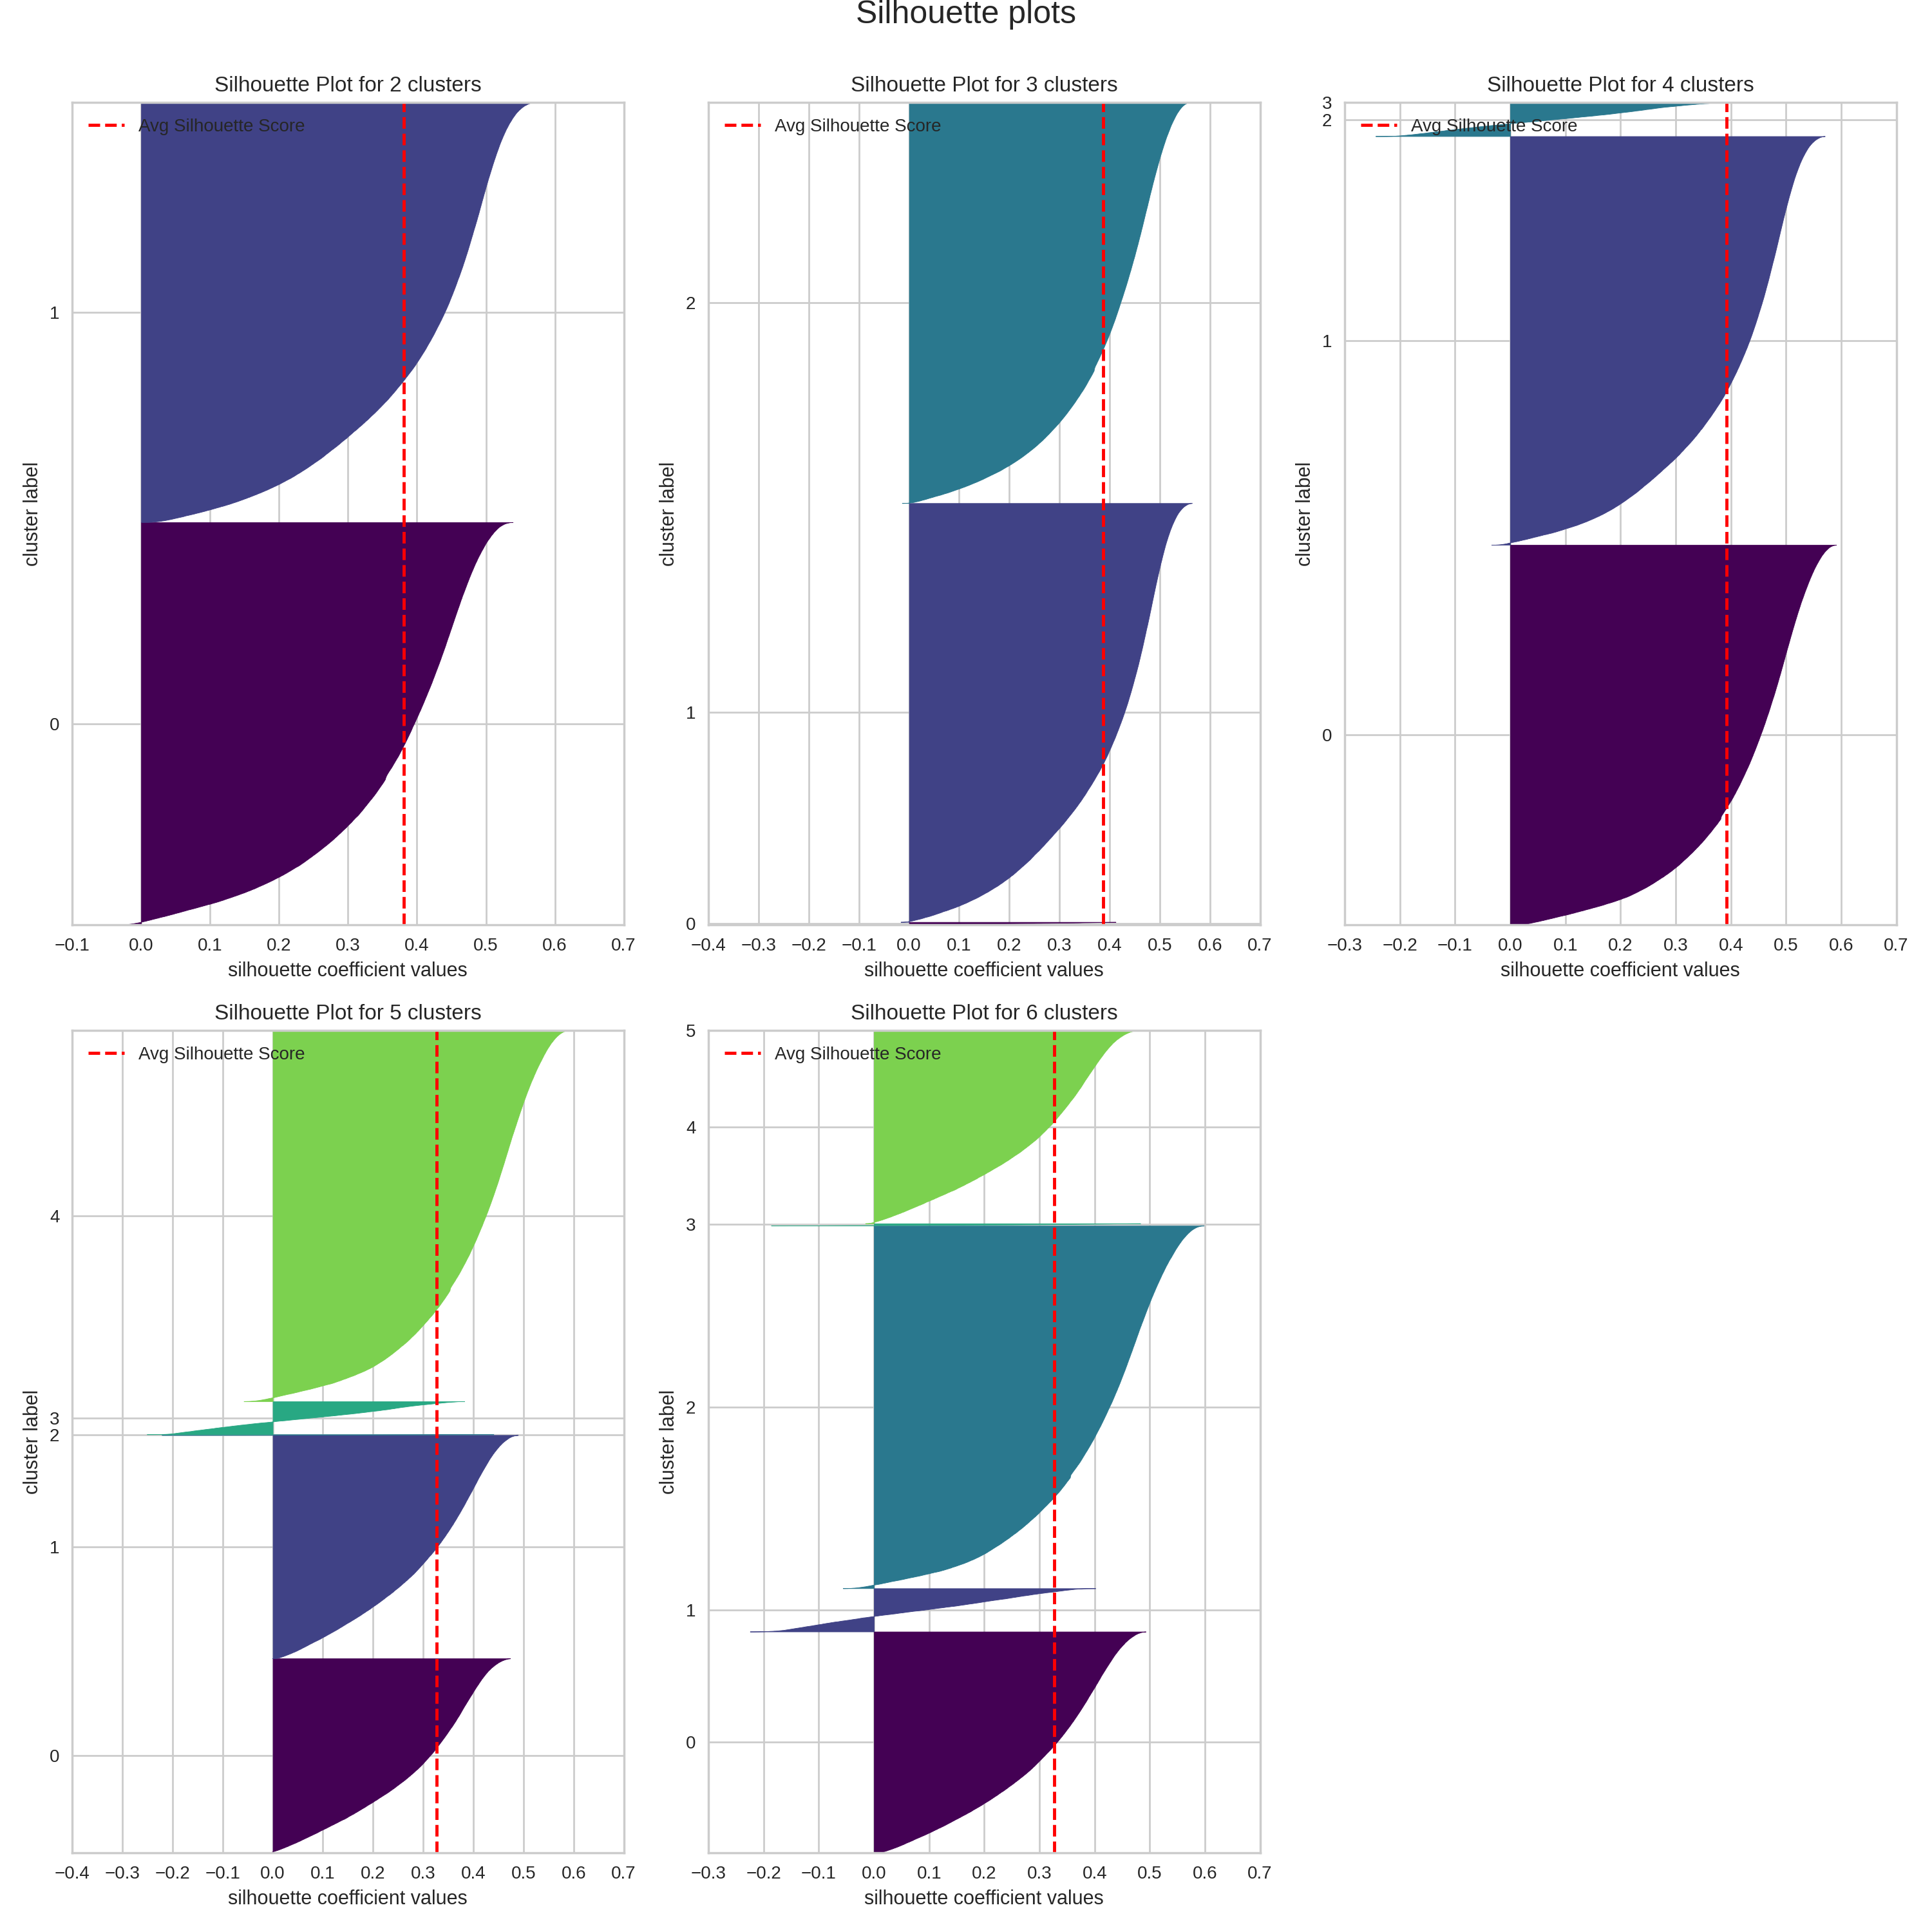 Silhouette plots
Silhouette Plot for 2 clusters
Avg Silhouette Score
1
0
cluster label
−0.1 0.0 0.1 0.2 0.3 0.4 0.5 0.6 0.7
silhouette coefficient values
Silhouette Plot for 3 clusters
Avg Silhouette Score
2
1
0
cluster label
−0.4 −0.3 −0.2 −0.1 0.0 0.1 0.2 0.3 0.4 0.5 0.6 0.7
silhouette coefficient values
Silhouette Plot for 4 clusters
Avg Silhouette Score
3
2
1
0
cluster label
−0.3 −0.2 −0.1 0.0 0.1 0.2 0.3 0.4 0.5 0.6 0.7
silhouette coefficient values
Silhouette Plot for 5 clusters
Avg Silhouette Score
4
3
2
1
0
cluster label
−0.4 −0.3 −0.2 −0.1 0.0 0.1 0.2 0.3 0.4 0.5 0.6 0.7
silhouette coefficient values
Silhouette Plot for 6 clusters
Avg Silhouette Score
5
4
3
2
1
0
cluster label
−0.3 −0.2 −0.1 0.0 0.1 0.2 0.3 0.4 0.5 0.6 0.7
silhouette coefficient values